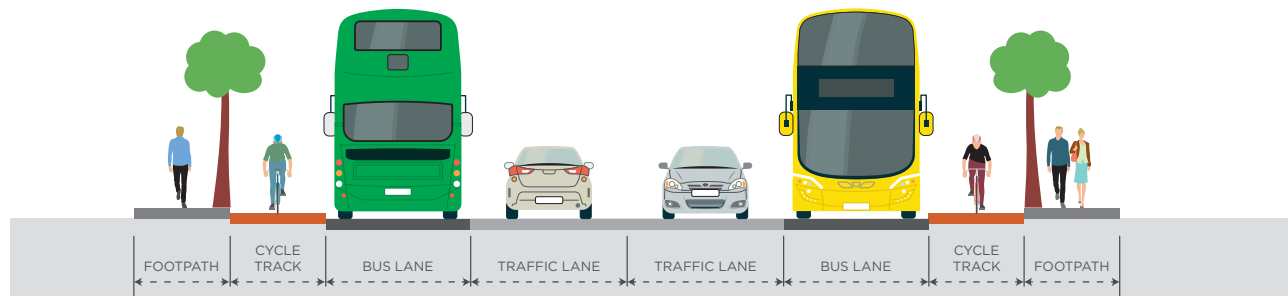 FOOTPATH
CYCLE
TRACK
BUS LANE
TRAFFIC LANE
TRAFFIC LANE
BUS LANE
CYCLE
TRACK
FOOTPATH